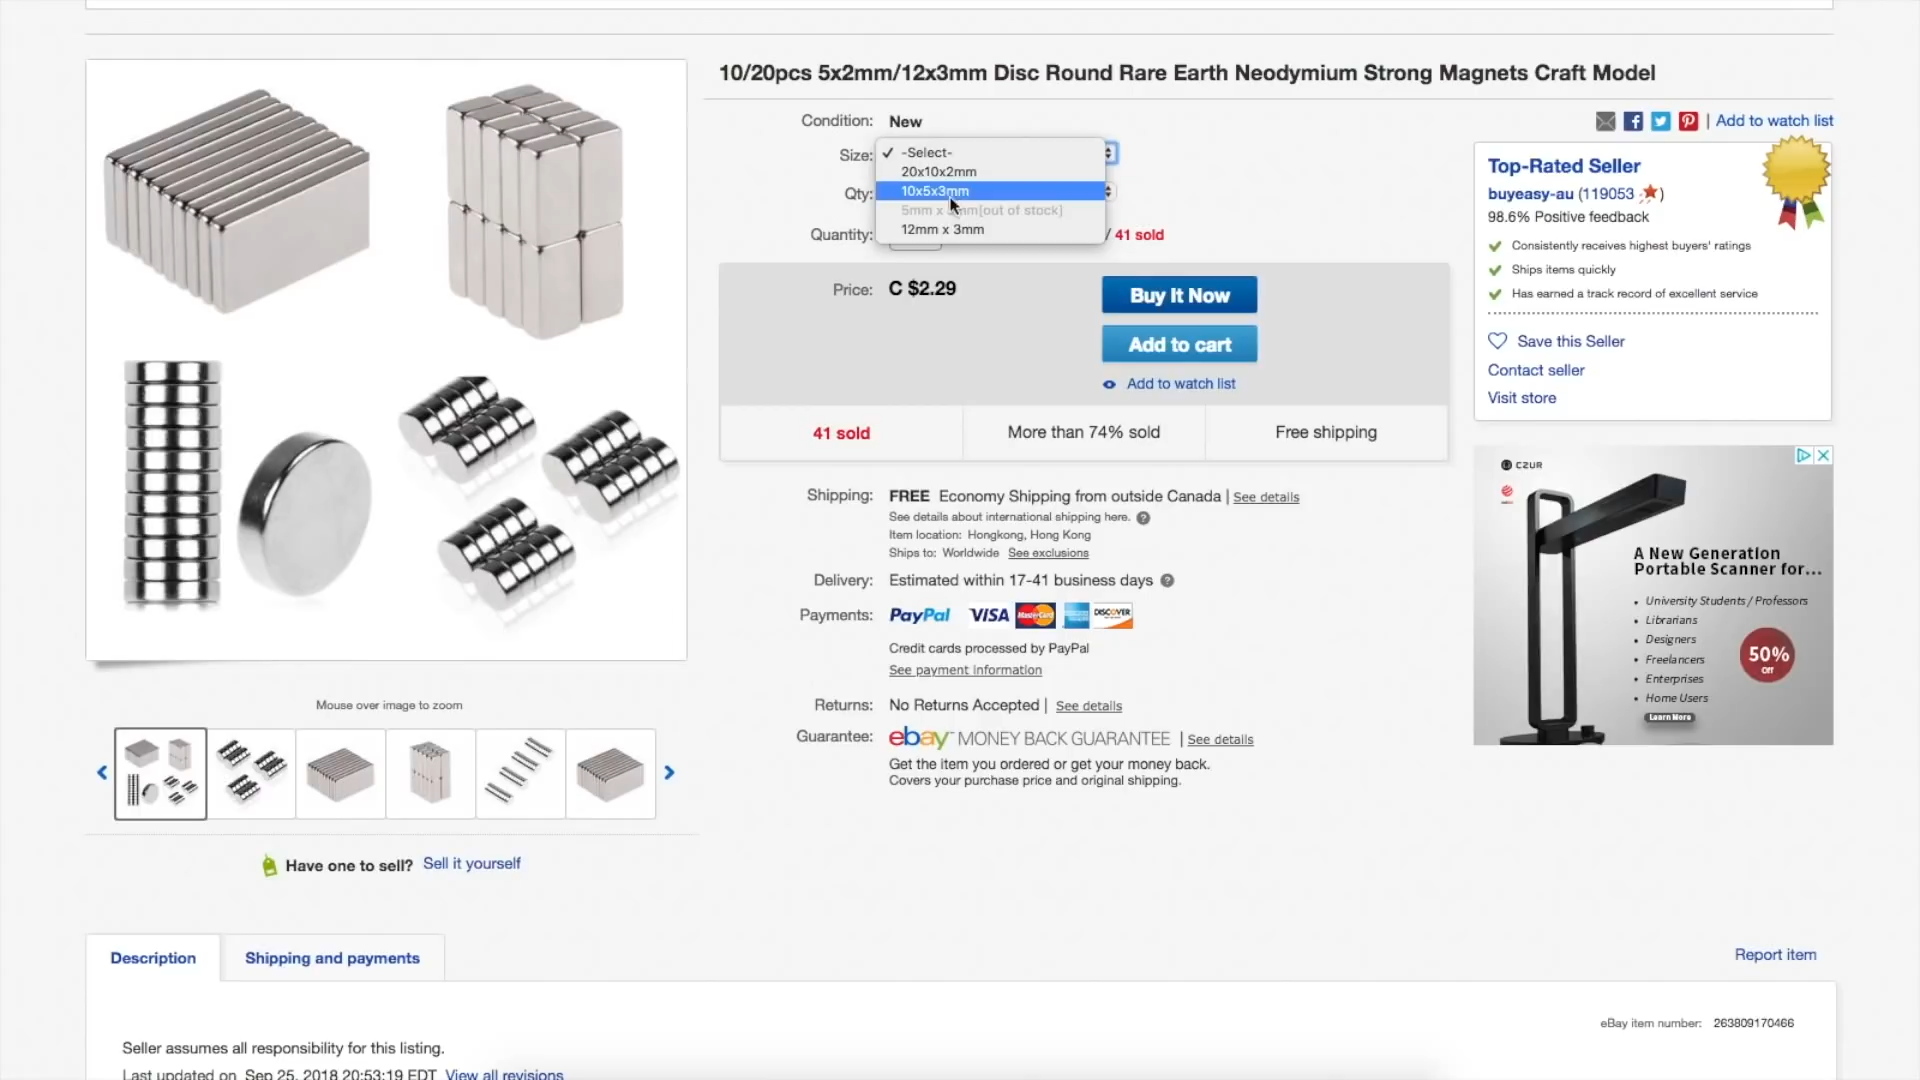 10/20pcs 5x2mm/12x3mm Disc Round Rare Earth Neodymium Strong Magnets Craft Model
Condition: New
| Add to watch list
Size:
✓ -Select-
20x10x2mm
10x5x3mm
5mm x mm[out of stock]
12mm x 3mm
Qty:
Quantity: / 41 sold
Price: C $2.29
Buy It Now
Add to cart
Add to watch list
41 sold
More than 74% sold
Free shipping
Shipping: FREE Economy Shipping from outside Canada | See details
See details about international shipping here. ?
Item location: Hongkong, Hong Kong
Ships to: Worldwide See exclusions
Delivery: Estimated within 17-41 business days ?
Payments: PayPal VISA MasterCard DISCOVER
Credit cards processed by PayPal
See payment information
Returns: No Returns Accepted | See details
Guarantee: ebay MONEY BACK GUARANTEE | See details
Get the item you ordered or get your money back.
Covers your purchase price and original shipping.
Top-Rated Seller
buyeasy-au (119053 )
98.6% Positive feedback
Consistently receives highest buyers' ratings
Ships items quickly
Has earned a track record of excellent service
Save this Seller
Contact seller
Visit store
CZUR
A New Generation
Portable Scanner for...
• University Students / Professors
• Librarians
• Designers
• Freelancers
• Enterprises
• Home Users
50%
Off
Learn More
Mouse over image to zoom
Have one to sell? Sell it yourself
Description
Shipping and payments
Report item
eBay item number: 263809170466
Seller assumes all responsibility for this listing.
Last updated on Sep 25, 2018 20:53:19 EDT View all revisions